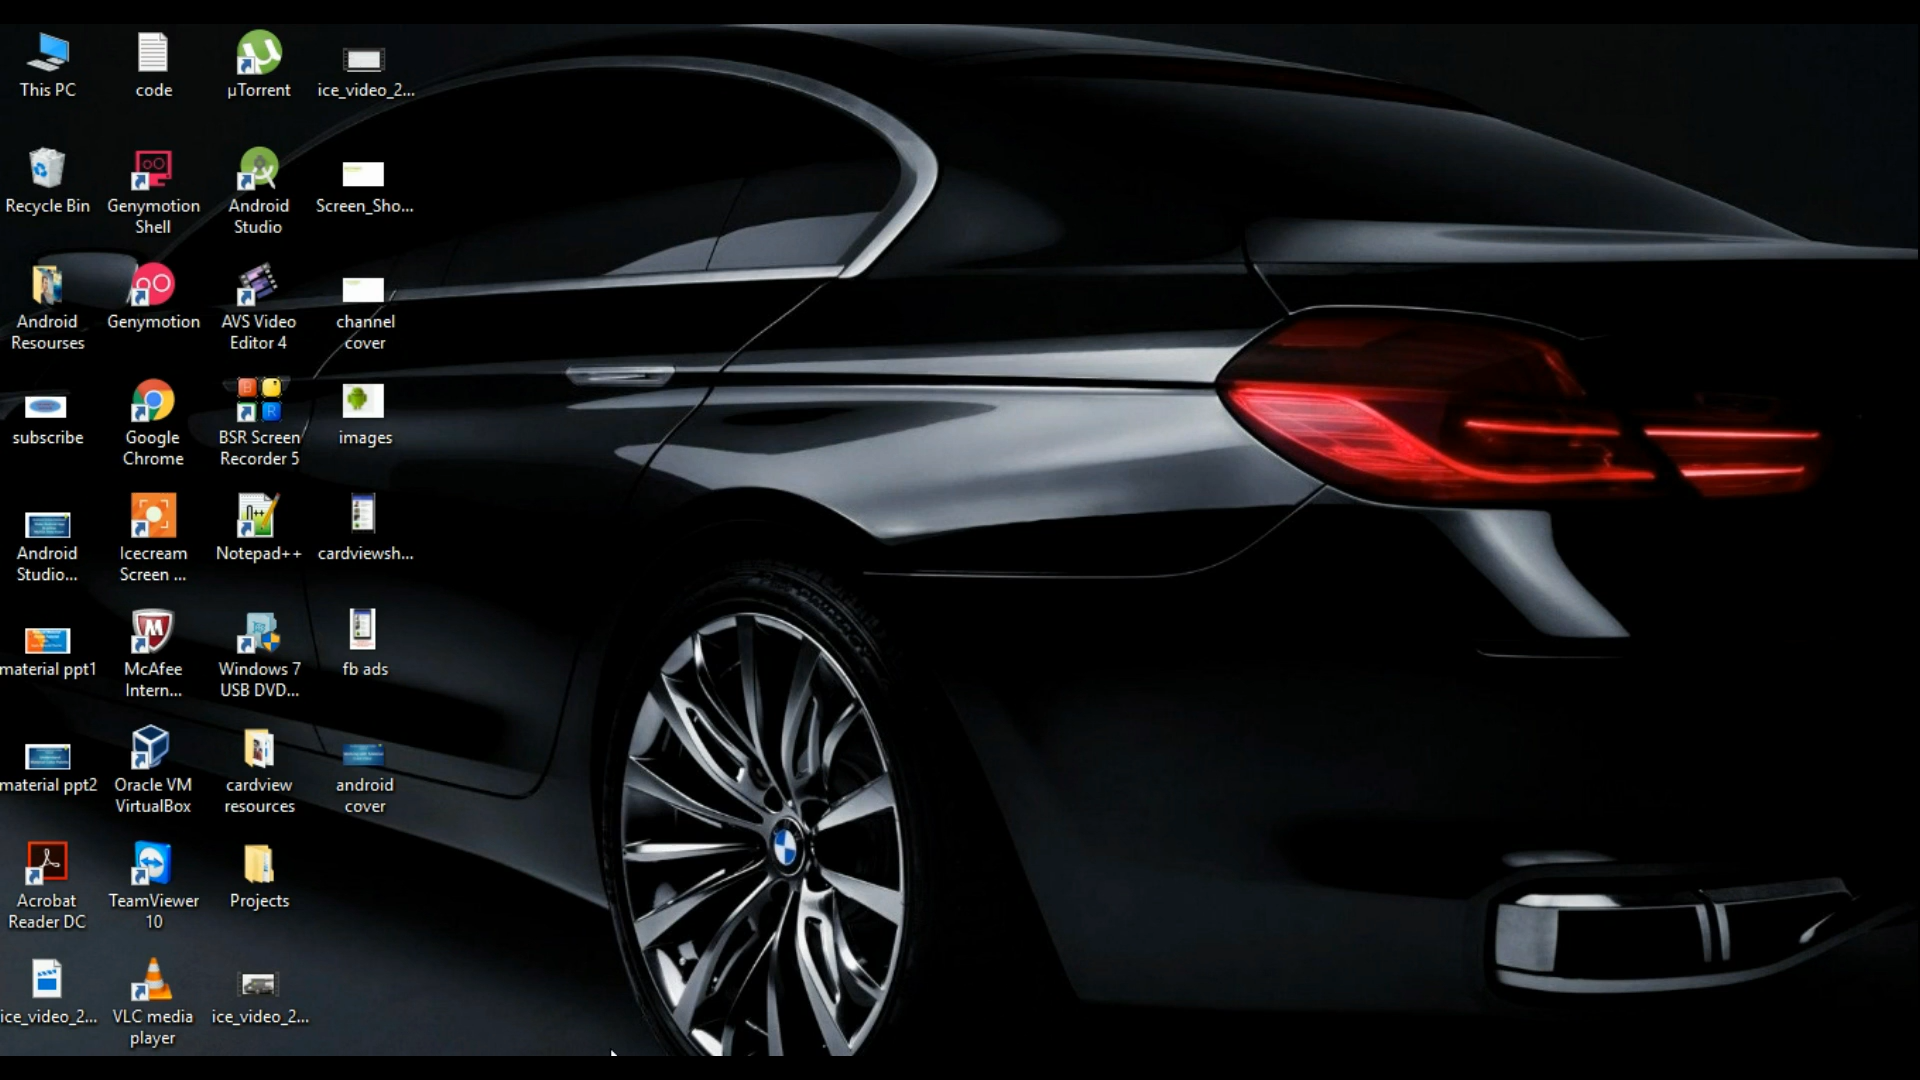 This PC
code
µTorrent
ice_video_2...
Recycle Bin
Genymotion
Shell
Android
Studio
Screen_Sho...
Android
Resourses
Genymotion
AVS Video
Editor 4
channel
cover
subscribe
Google
Chrome
BSR Screen
Recorder 5
images
Android
Studio...
Icecream
Screen ...
Notepad++
cardviewsh...
material ppt1
McAfee
Intern...
Windows 7
USB DVD...
fb ads
material ppt2
Oracle VM
VirtualBox
cardview
resources
android
cover
Acrobat
Reader DC
TeamViewer
10
Projects
ice_video_2...
VLC media
player
ice_video_2...